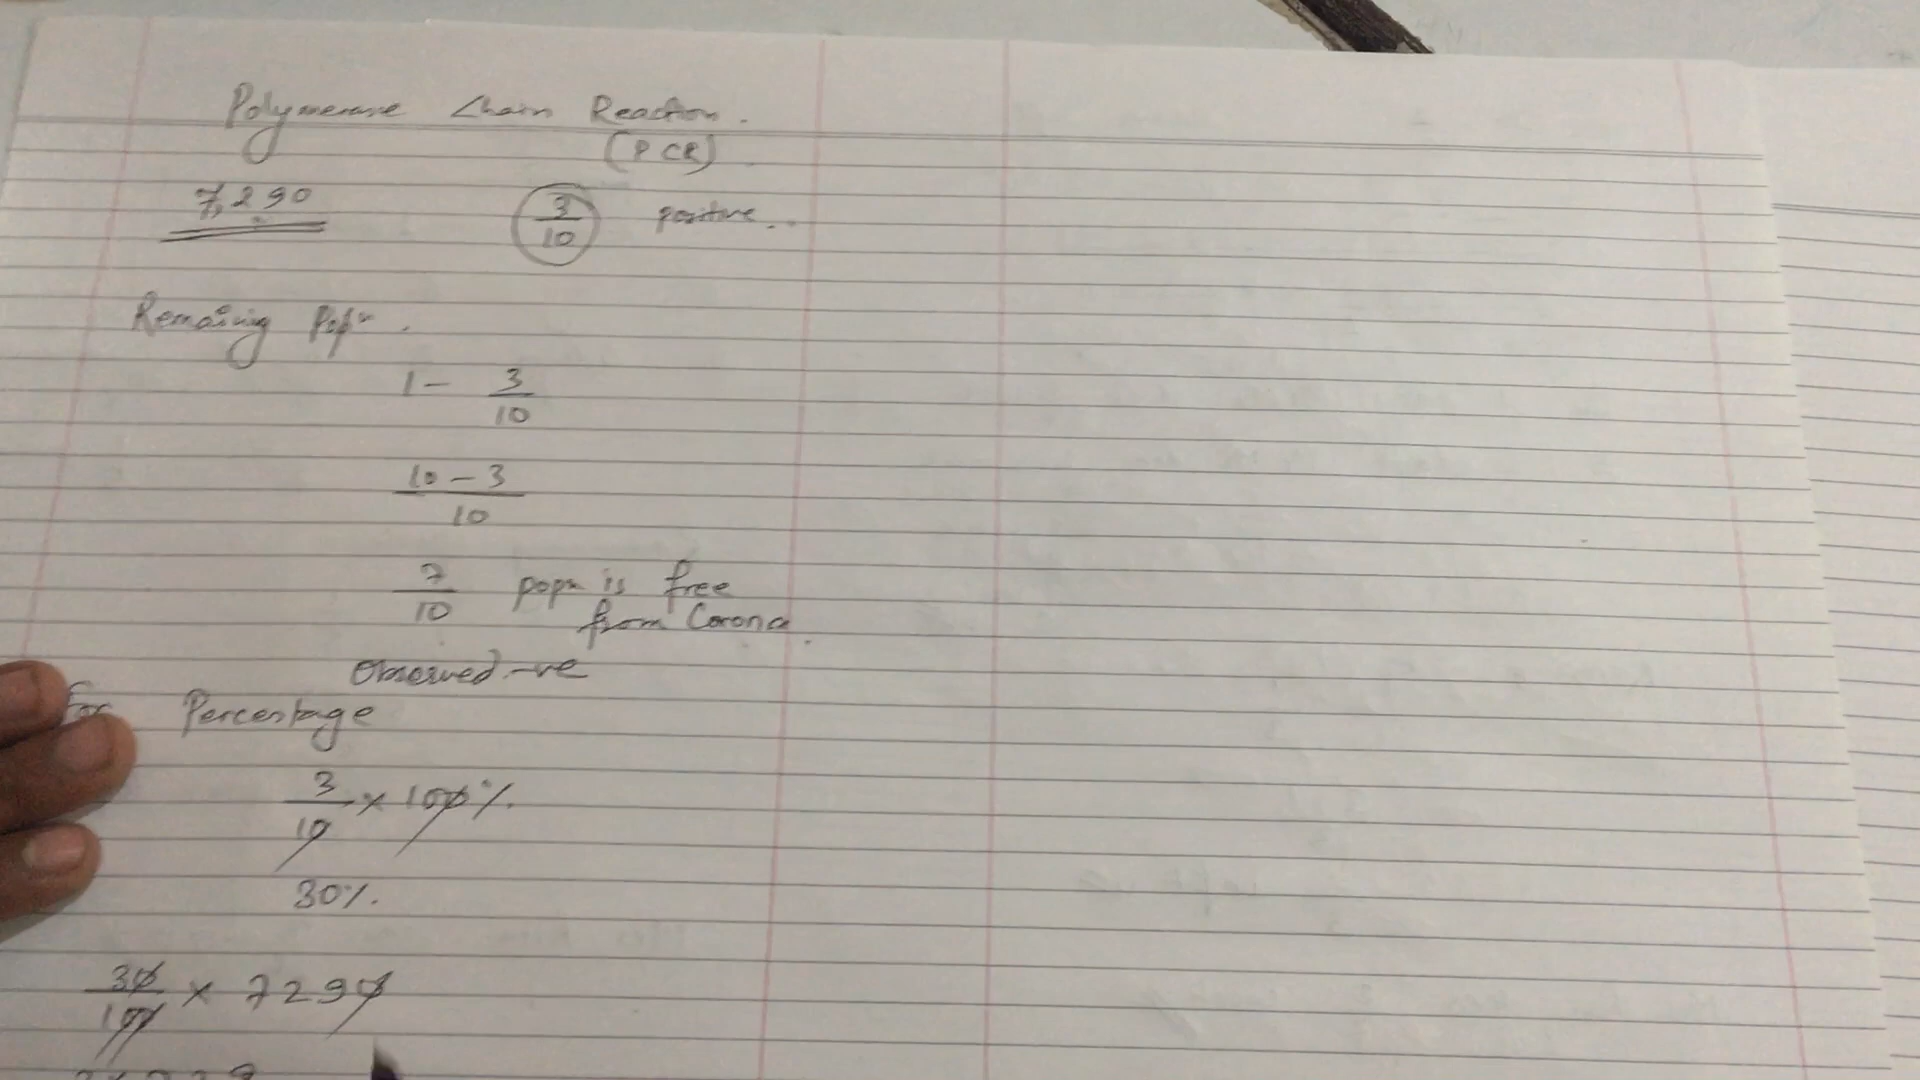 Polymerase Chain Reaction.
(PCR)
7,290 3/10 positive..
Remaining Popn.
1 - 3/10
10 - 3/10
7/10 popn is free
from Corona.
Observed -ve
For Percentage
3/10 × 100%.
30%.
30/100 × 7290